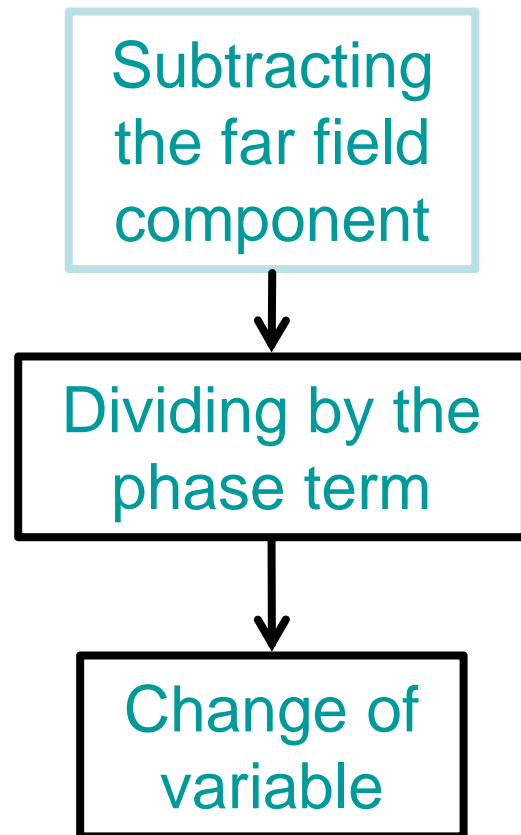 Subtracting
the far field
component
Dividing by the
phase term
Change of
variable